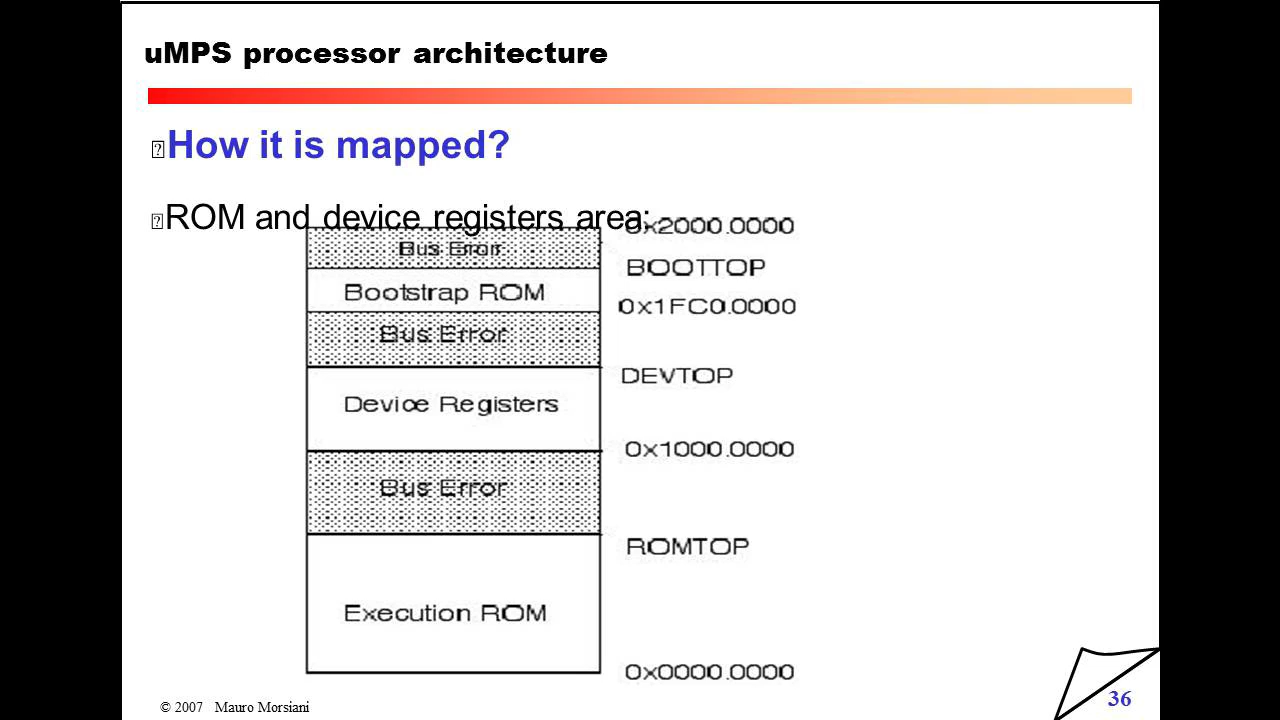 uMPS processor architecture
How it is mapped?
ROM and device registers area:
0x2000.0000
Bus Error
BOOTTOP
Bootstrap ROM
0x1FC0.0000
Bus Error
DEVTOP
Device Registers
0x1000.0000
Bus Error
ROMTOP
Execution ROM
0x0000.0000
© 2007 Mauro Morsiani
36